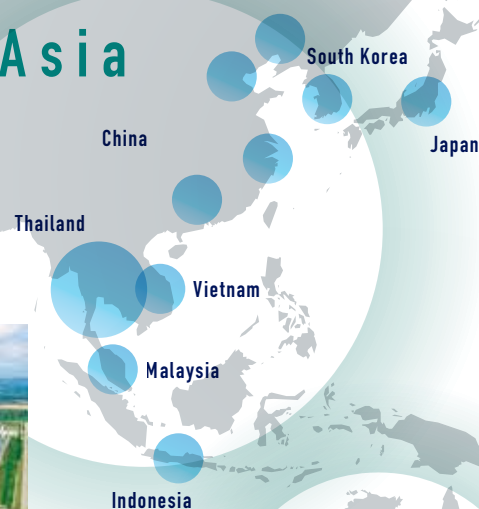 Asia
South Korea
China
Japan
Thailand
Vietnam
Malaysia
Indonesia